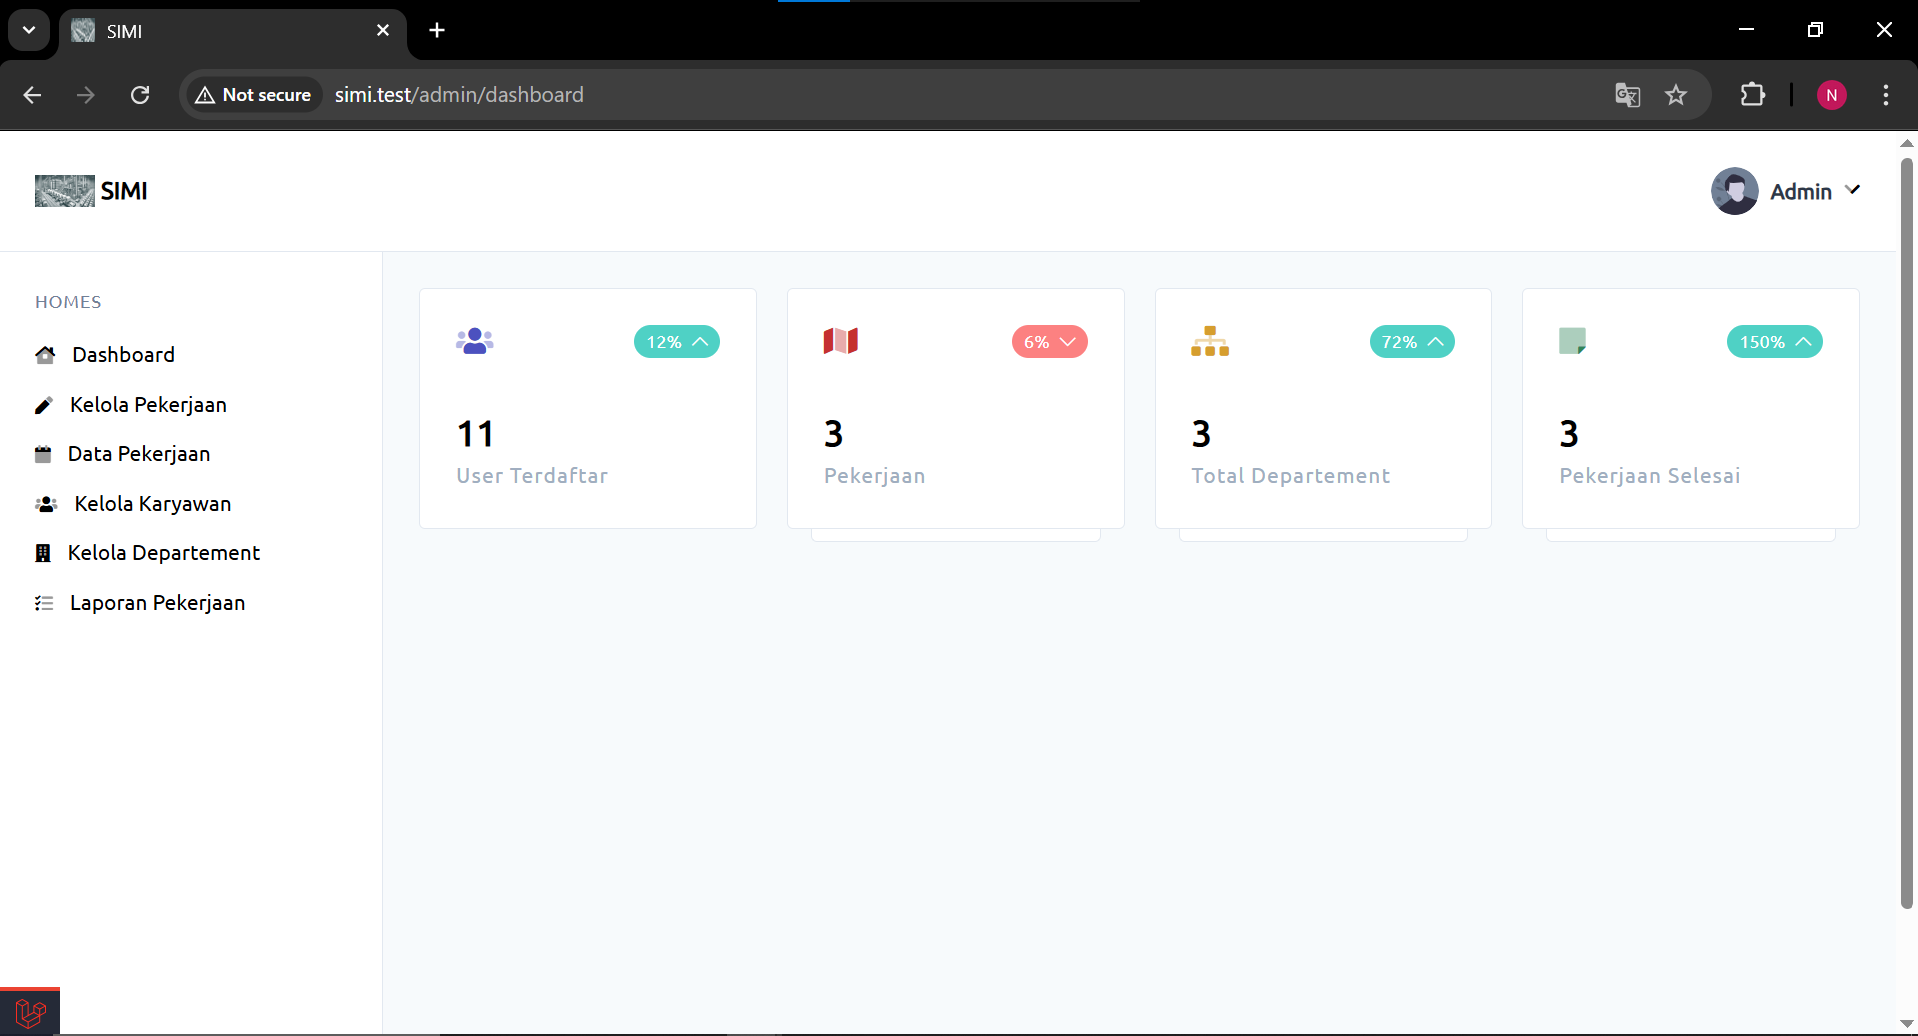 SIMI
Not secure
simi.test/admin/dashboard
N
SIMI
Admin
HOMES
Dashboard
Kelola Pekerjaan
Data Pekerjaan
Kelola Karyawan
Kelola Departement
Laporan Pekerjaan
12%
11
User Terdaftar
6%
3
Pekerjaan
72%
3
Total Departement
150%
3
Pekerjaan Selesai